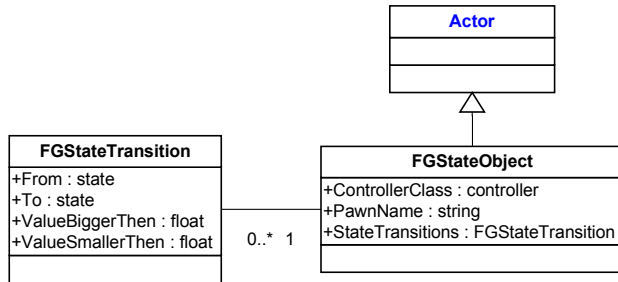 Actor
FGStateTransition
+From : state
+To : state
+ValueBiggerThen : float
+ValueSmallerThen : float
0..* 1
FGStateObject
+ControllerClass : controller
+PawnName : string
+StateTransitions : FGStateTransition